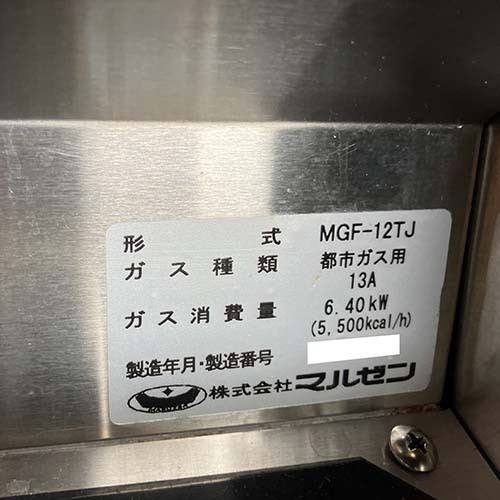 形式 MGF-12TJ
ガス種類 都市ガス用
13A
ガス消費量 6.40kW
(5,500kcal/h)
製造年月・製造番号
MARUZEN 株式会社マルゼン